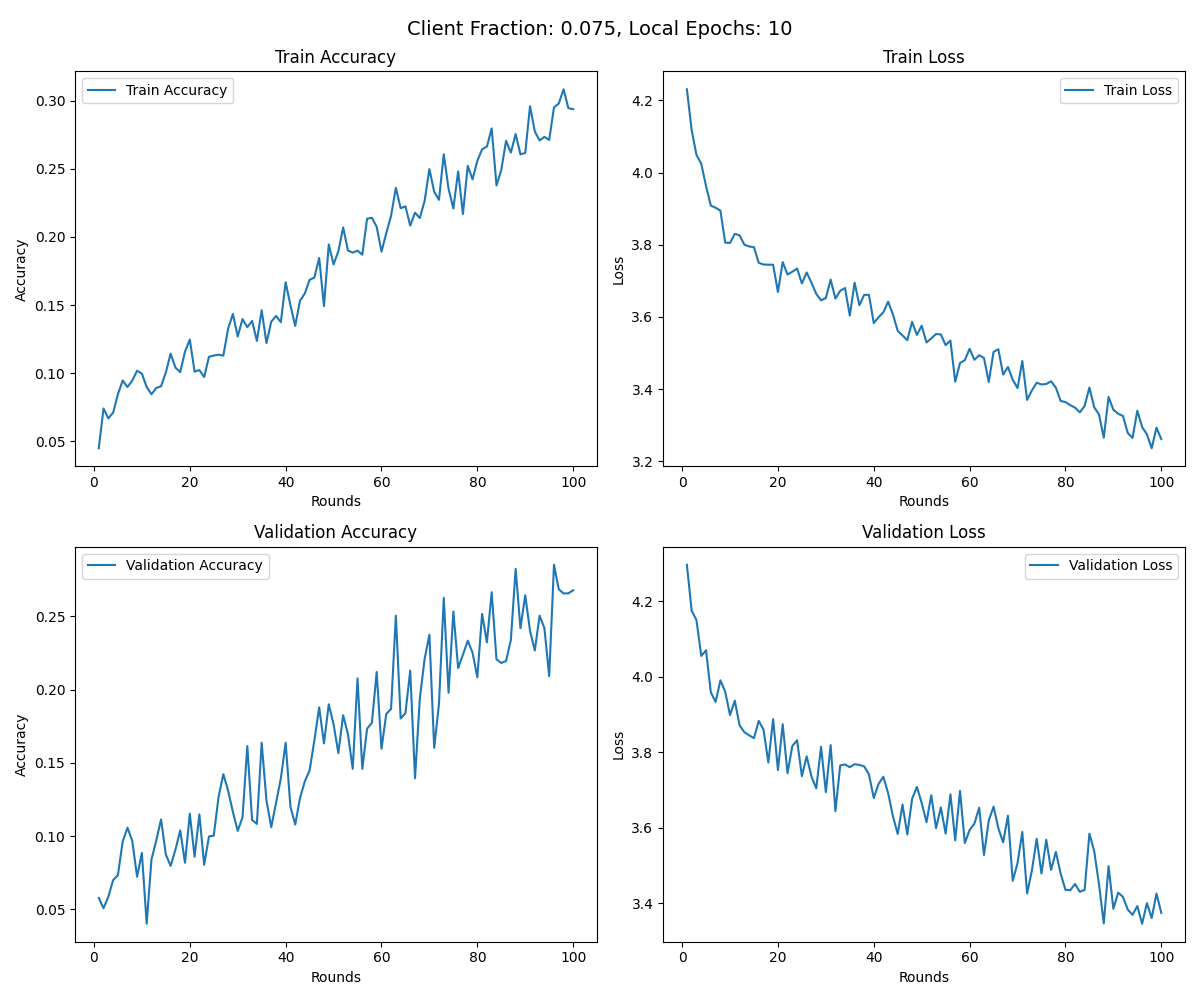 Client Fraction: 0.075, Local Epochs: 10
Train Accuracy
Train Accuracy
0.30
0.25
0.20
0.15
0.10
0.05
Accuracy
0 20 40 60 80 100
Rounds
Train Loss
Train Loss
4.2
4.0
3.8
3.6
3.4
3.2
Loss
0 20 40 60 80 100
Rounds
Validation Accuracy
Validation Accuracy
0.25
0.20
0.15
0.10
0.05
Accuracy
0 20 40 60 80 100
Rounds
Validation Loss
Validation Loss
4.2
4.0
3.8
3.6
3.4
Loss
0 20 40 60 80 100
Rounds